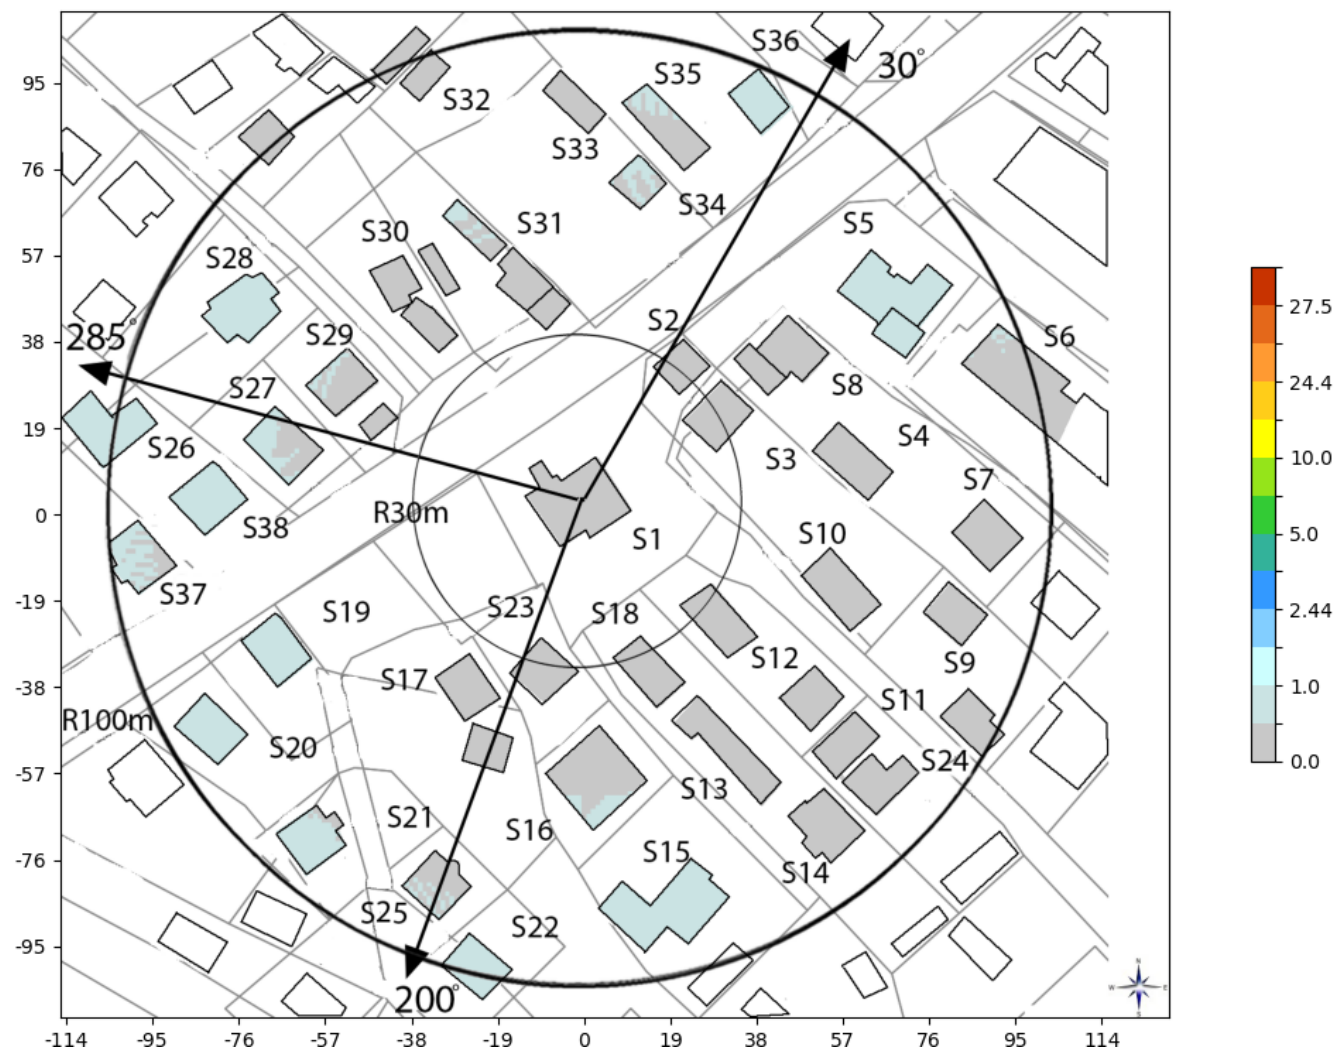 S36
30°
S35
S32
S33
S34
S31
S30
S5
S28
285°
S29
S2
S6
S27
S8
S26
S4
S3
S7
R30m
S38
S1
S10
S37
S19
S23
S18
S12
S9
S17
S11
R100m
S20
S24
S13
S21
S16
S15
S14
S25
S22
200°
95
76
57
38
19
0
-19
-38
-57
-76
-95
-114 -95 -76 -57 -38 -19 0 19 38 57 76 95 114
27.5
24.4
10.0
5.0
2.44
1.0
0.0
N
W E
S